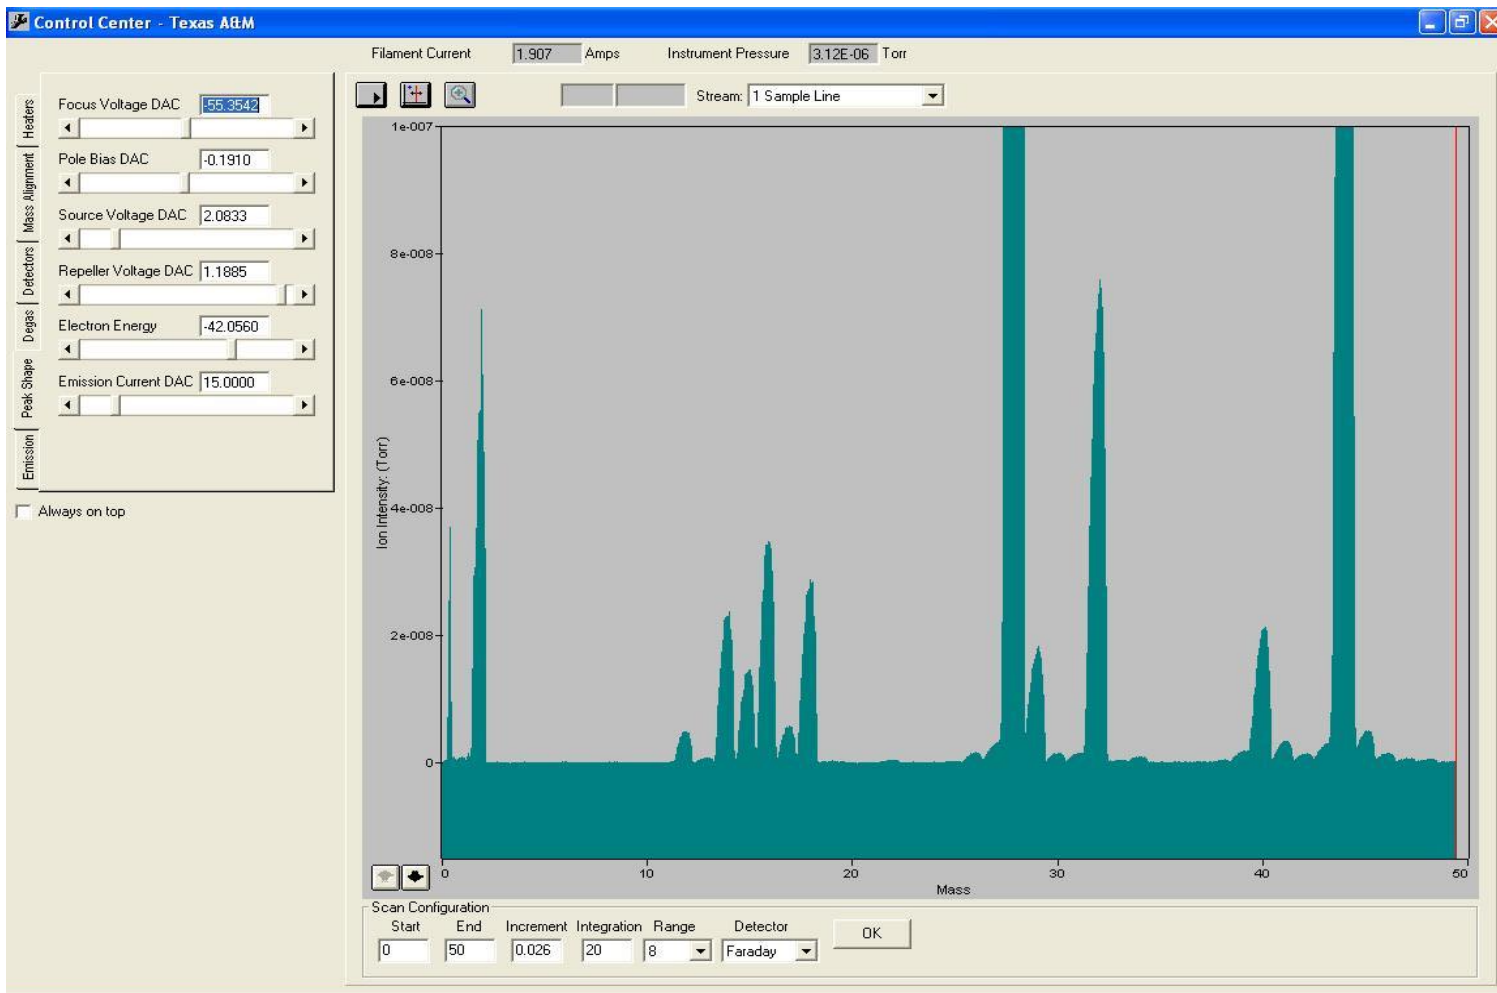 Control Center - Texas A&M
Filament Current 1.907 Amps Instrument Pressure 3.12E-06 Torr
Heaters
Mass Alignment
Detectors
Degas
Peak Shape
Emission
Focus Voltage DAC -55.3542
Pole Bias DAC -0.1910
Source Voltage DAC 2.0833
Repeller Voltage DAC 1.1885
Electron Energy -42.0560
Emission Current DAC 15.0000
Always on top
Stream: 1 Sample Line
1e-007
8e-008
6e-008
4e-008
2e-008
0
Ion Intensity: (Torr)
0 10 20 30 40 50
Mass
Scan Configuration
Start End Increment Integration Range Detector
0 50 0.026 20 8 Faraday OK